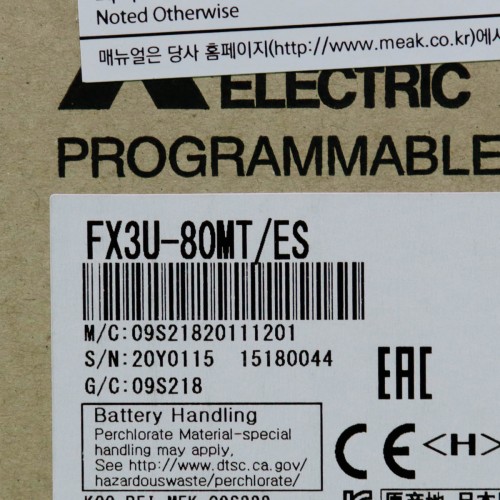 Noted Otherwise
매뉴얼은 당사 홈페이지(http://www.meak.co.kr)에서
ELECTRIC
PROGRAMMABLE
FX3U-80MT/ES
M/C:09S21820111201
S/N:20Y0115 15180044
G/C:09S218
EAC
Battery Handling
Perchlorate Material-special
handling may apply,
See http://www.dtsc.ca.gov/
hazardouswaste/perchlorate/
CE <H>